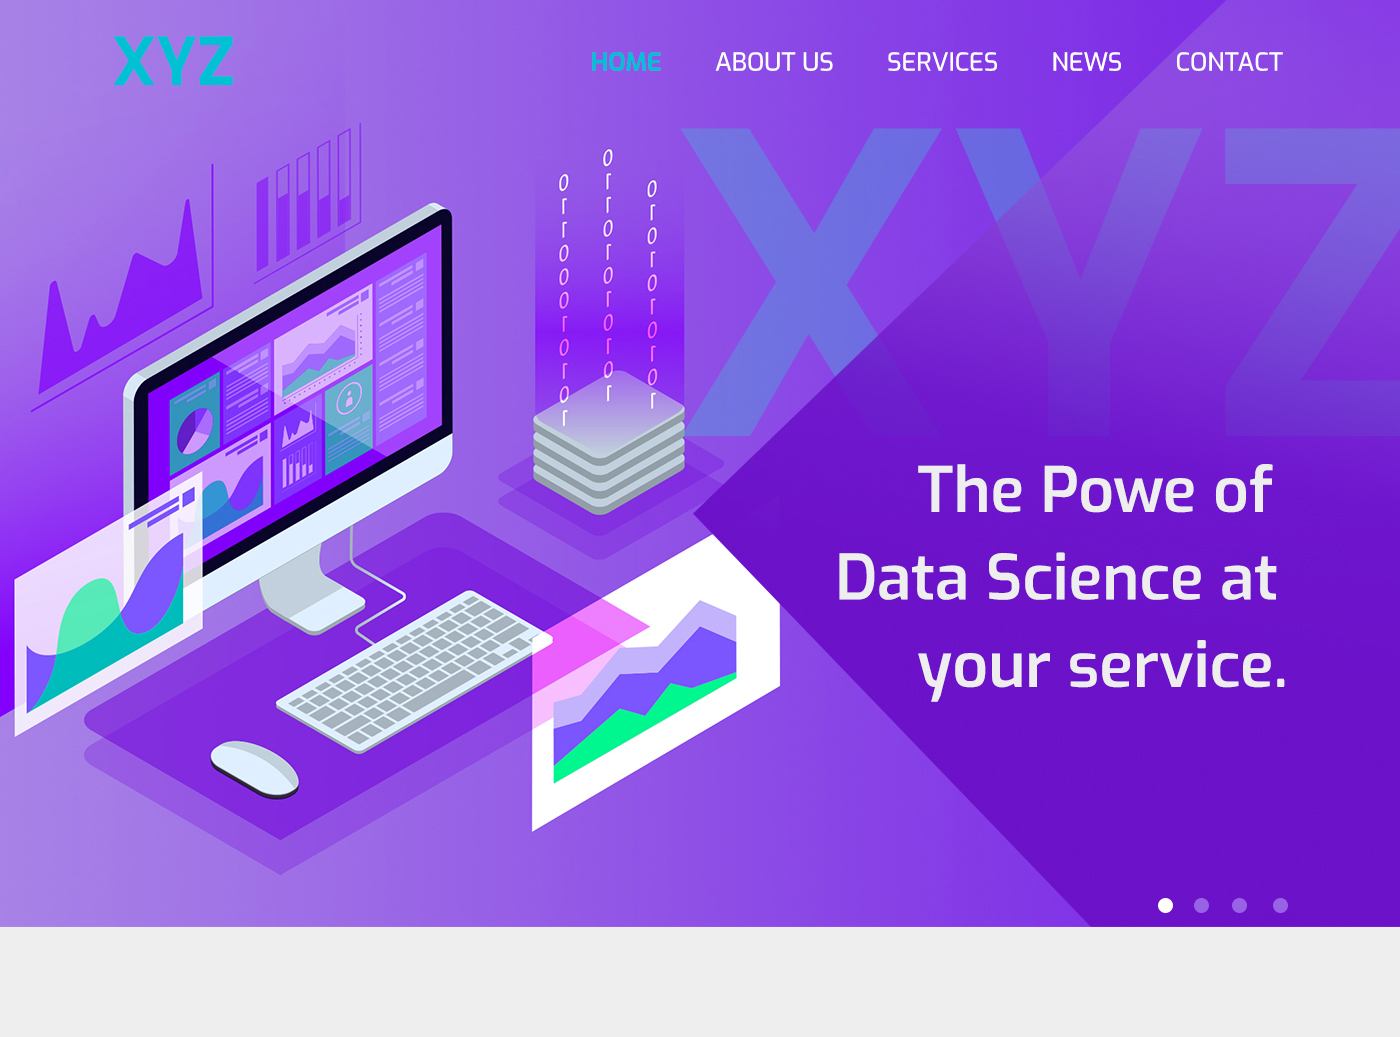 XYZ
HOME ABOUT US SERVICES NEWS CONTACT
XYZ
The Powe of
Data Science at
your service.